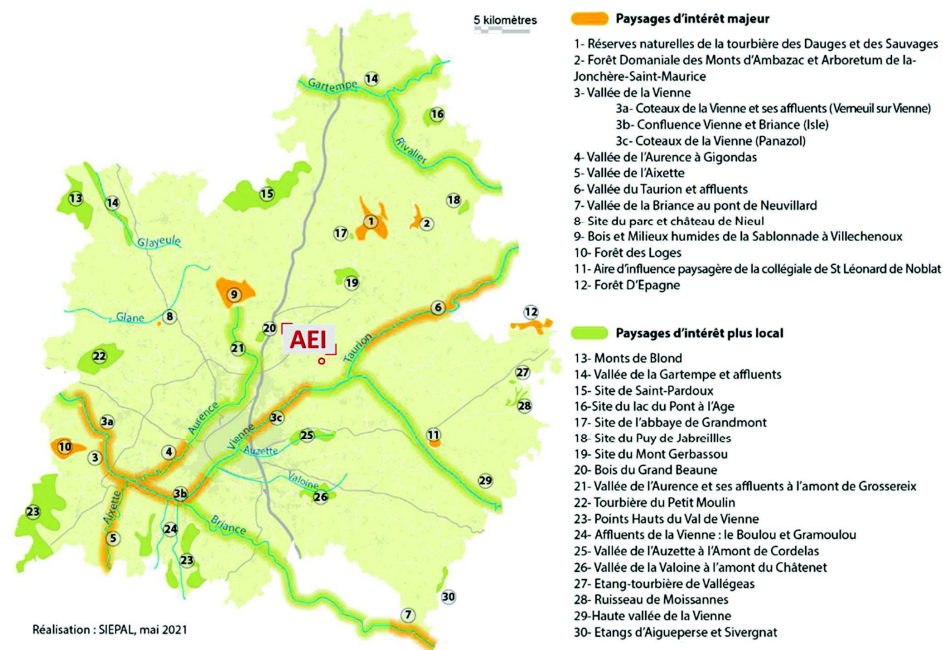 5 kilomètres
Gartempe
14
16
Rivalier
13
14
15
18
17
1
2
Glayeule
19
9
6
12
Glane
8
20
AEI
Taurion
22
21
27
28
3a
Aurence
Vienne
3c
10
3
4
Auzette
25
11
Aixette
3b
Valoine
26
29
23
5
24
Briance
23
30
7
Réalisation : SIEPAL, mai 2021
Paysages d'intérêt majeur
1- Réserves naturelles de la tourbière des Dauges et des Sauvages
2- Forêt Domaniale des Monts d'Ambazac et Arboretum de la-
Jonchère-Saint-Maurice
3- Vallée de la Vienne
3a- Coteaux de la Vienne et ses affluents (Verneuil sur Vienne)
3b- Confluence Vienne et Briance (Isle)
3c- Coteaux de la Vienne (Panazol)
4- Vallée de l'Aurence à Gigondas
5- Vallée de l'Aixette
6- Vallée du Taurion et affluents
7- Vallée de la Briance au pont de Neuvillard
8- Site du parc et château de Nieul
9- Bois et Milieux humides de la Sablonnade à Villechenoux
10- Forêt des Loges
11- Aire d'influence paysagère de la collégiale de St Léonard de Noblat
12- Forêt D'Epagne
Paysages d'intérêt plus local
13- Monts de Blond
14- Vallée de la Gartempe et affluents
15- Site de Saint-Pardoux
16-Site du lac du Pont à l'Age
17- Site de l'abbaye de Grandmont
18- Site du Puy de Jabreillles
19- Site du Mont Gerbassou
20- Bois du Grand Beaune
21- Vallée de l'Aurence et ses affluents à l'amont de Grossereix
22- Tourbière du Petit Moulin
23- Points Hauts du Val de Vienne
24- Affluents de la Vienne : le Boulou et Gramoulou
25- Vallée de l'Auzette à l'Amont de Cordelas
26- Vallée de la Valoine à l'amont du Châtenet
27- Etang-tourbière de Vallégeas
28- Ruisseau de Moissannes
29-Haute vallée de la Vienne
30- Etangs d'Aigueperse et Sivergnat